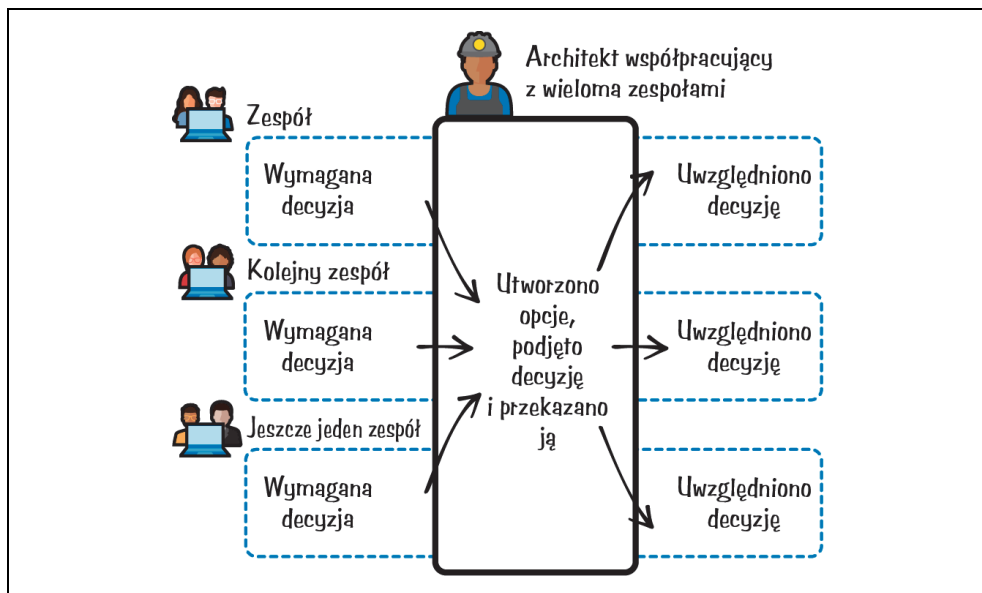 Architekt współpracujący
z wieloma zespołami
Zespół
Wymagana
decyzja
Uwzględniono
decyzję
Kolejny zespół
Wymagana
decyzja
Utworzono
opcje,
podjęto
decyzję
i przekazano
ją
Uwzględniono
decyzję
Jeszcze jeden zespół
Wymagana
decyzja
Uwzględniono
decyzję